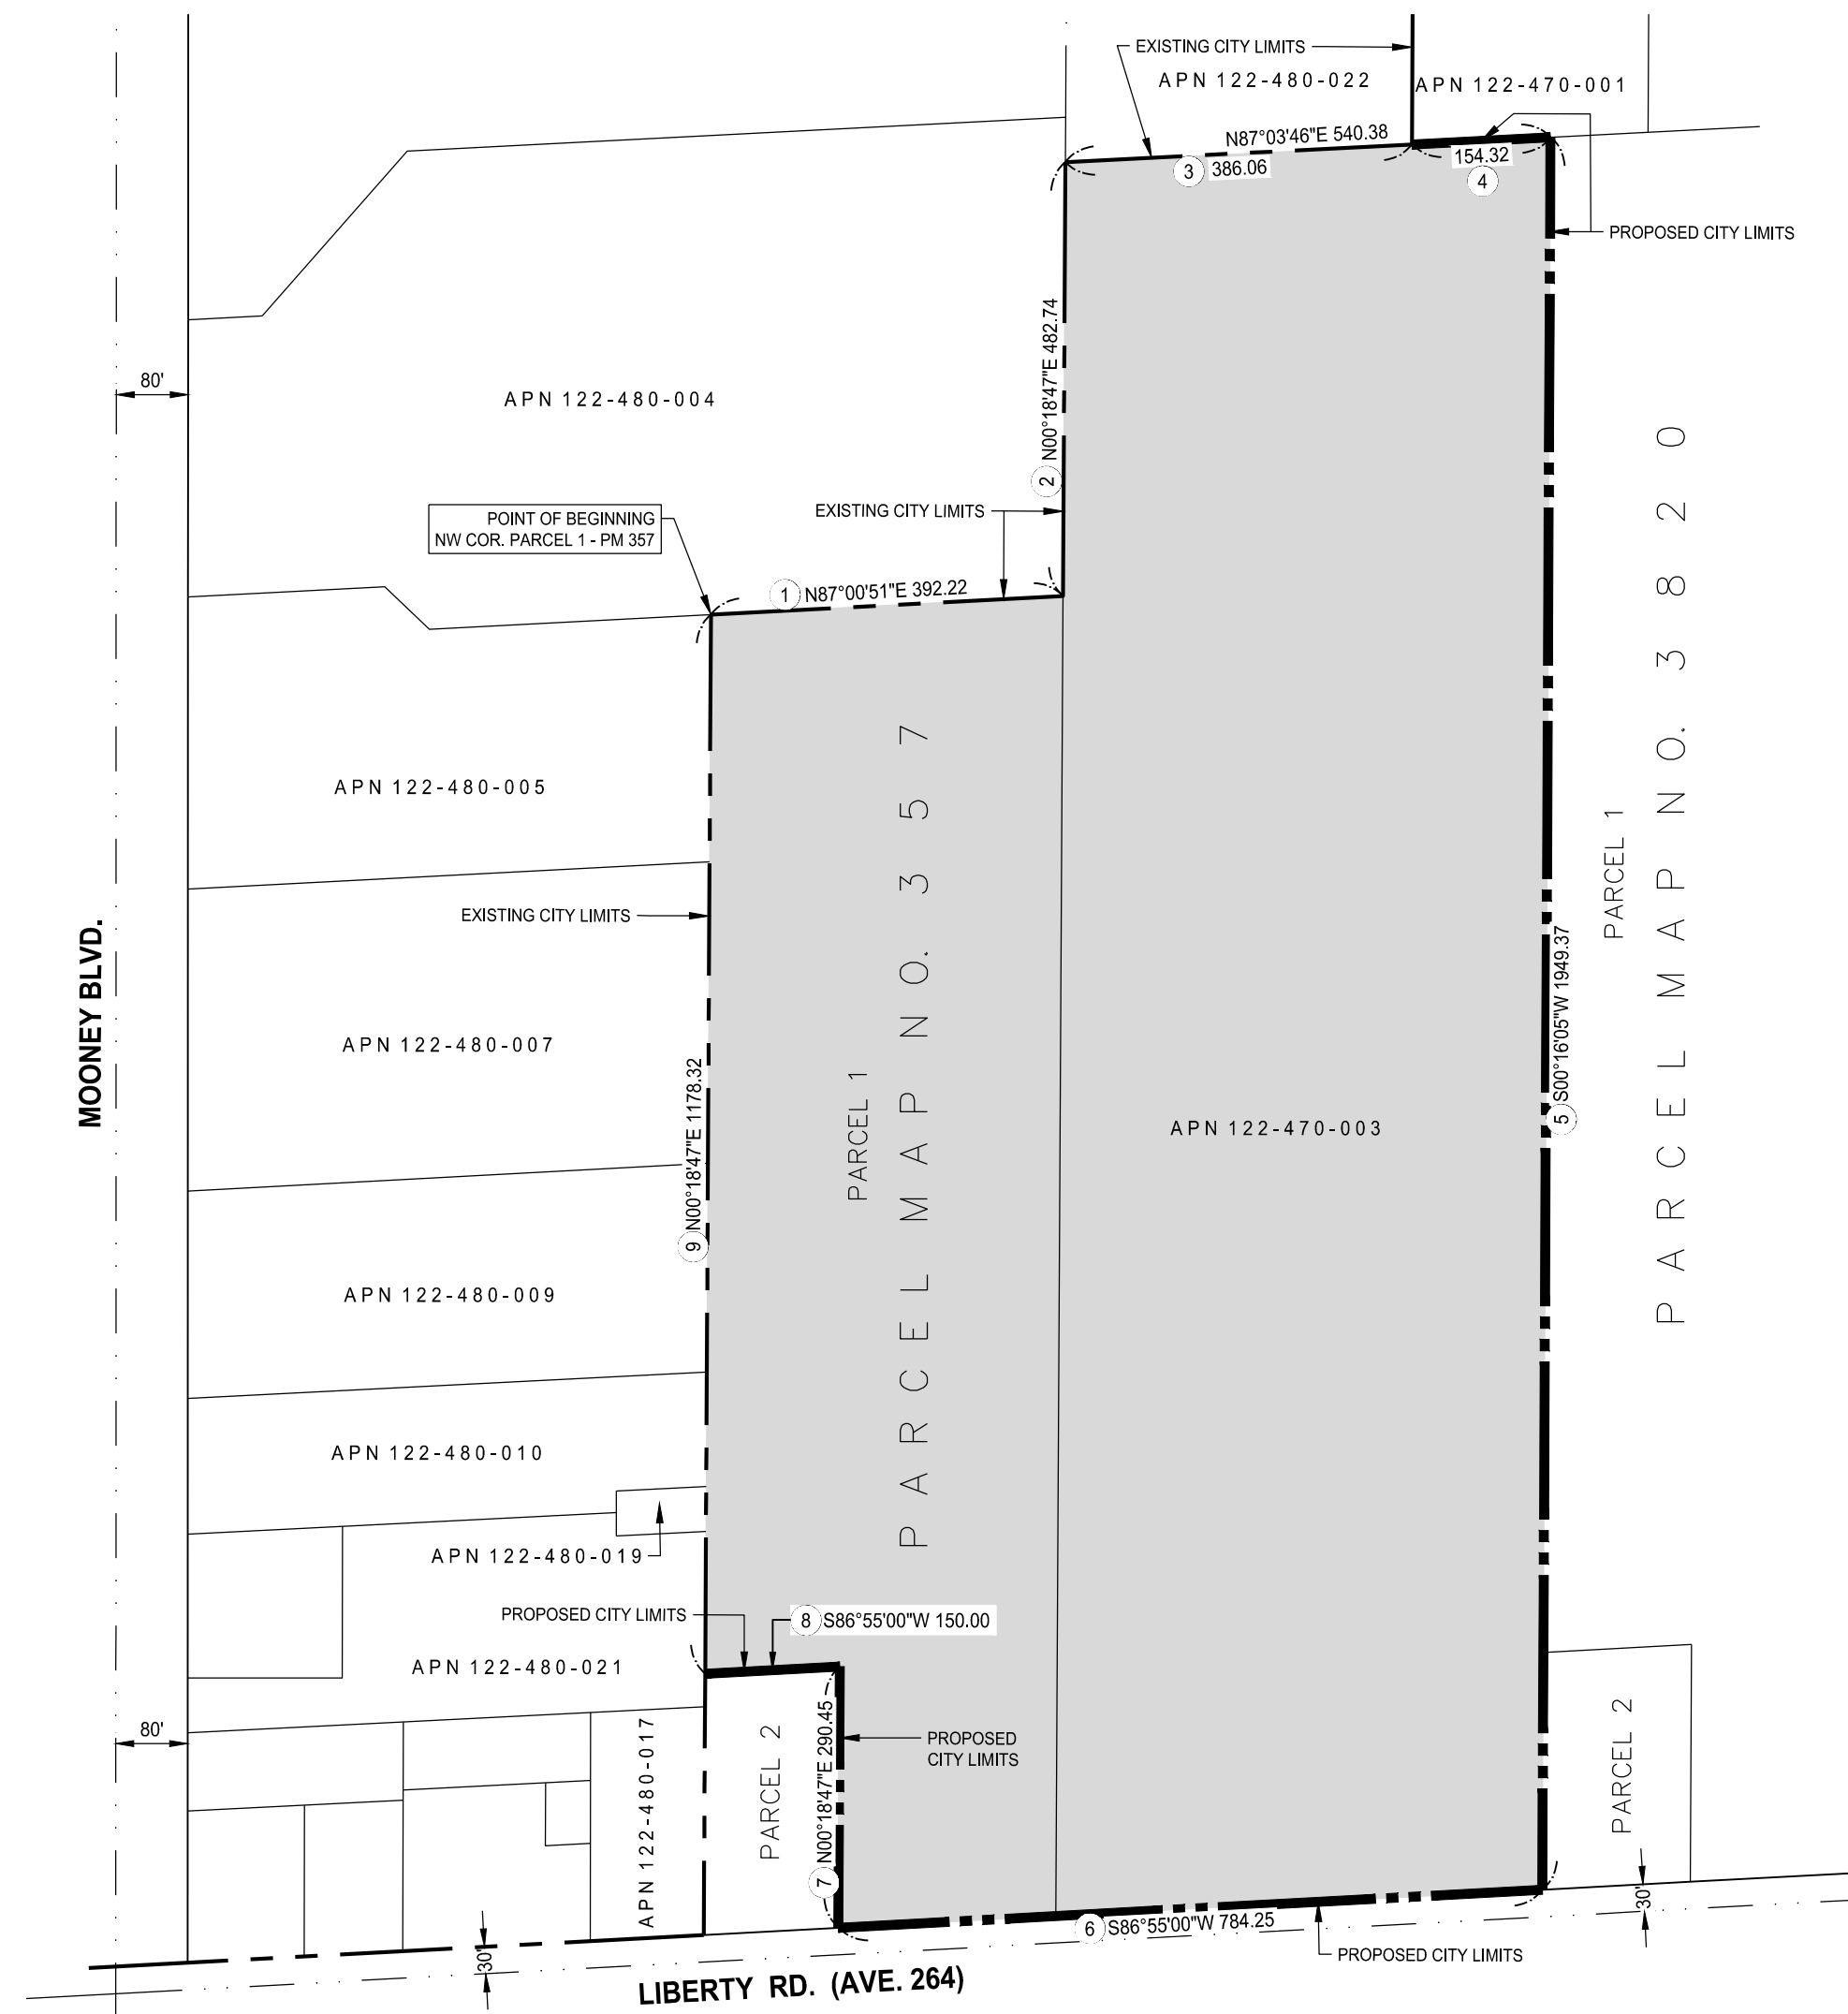 EXISTING CITY LIMITS
APN 122-480-022
APN 122-470-001
N87°03'46"E 540.38
3 386.06
154.32
4
PROPOSED CITY LIMITS
80'
APN 122-480-004
2 N00°18'47"E 482.74
POINT OF BEGINNING
NW COR. PARCEL 1 - PM 357
EXISTING CITY LIMITS
1 N87°00'51"E 392.22
APN 122-480-005
EXISTING CITY LIMITS
MOONEY BLVD.
APN 122-480-007
9 N00°18'47"E 1178.32
PARCEL 1
PARCEL MAP NO. 357
APN 122-470-003
5 S00°16'05"W 1949.37
PARCEL 1
PARCEL MAP NO. 3820
APN 122-480-009
APN 122-480-010
APN 122-480-019
PROPOSED CITY LIMITS
8 S86°55'00"W 150.00
APN 122-480-021
80'
APN 122-480-017
PARCEL 2
7 N00°18'47"E 290.45
PROPOSED
CITY LIMITS
PARCEL 2
6 S86°55'00"W 784.25
PROPOSED CITY LIMITS
30'
30'
LIBERTY RD. (AVE. 264)